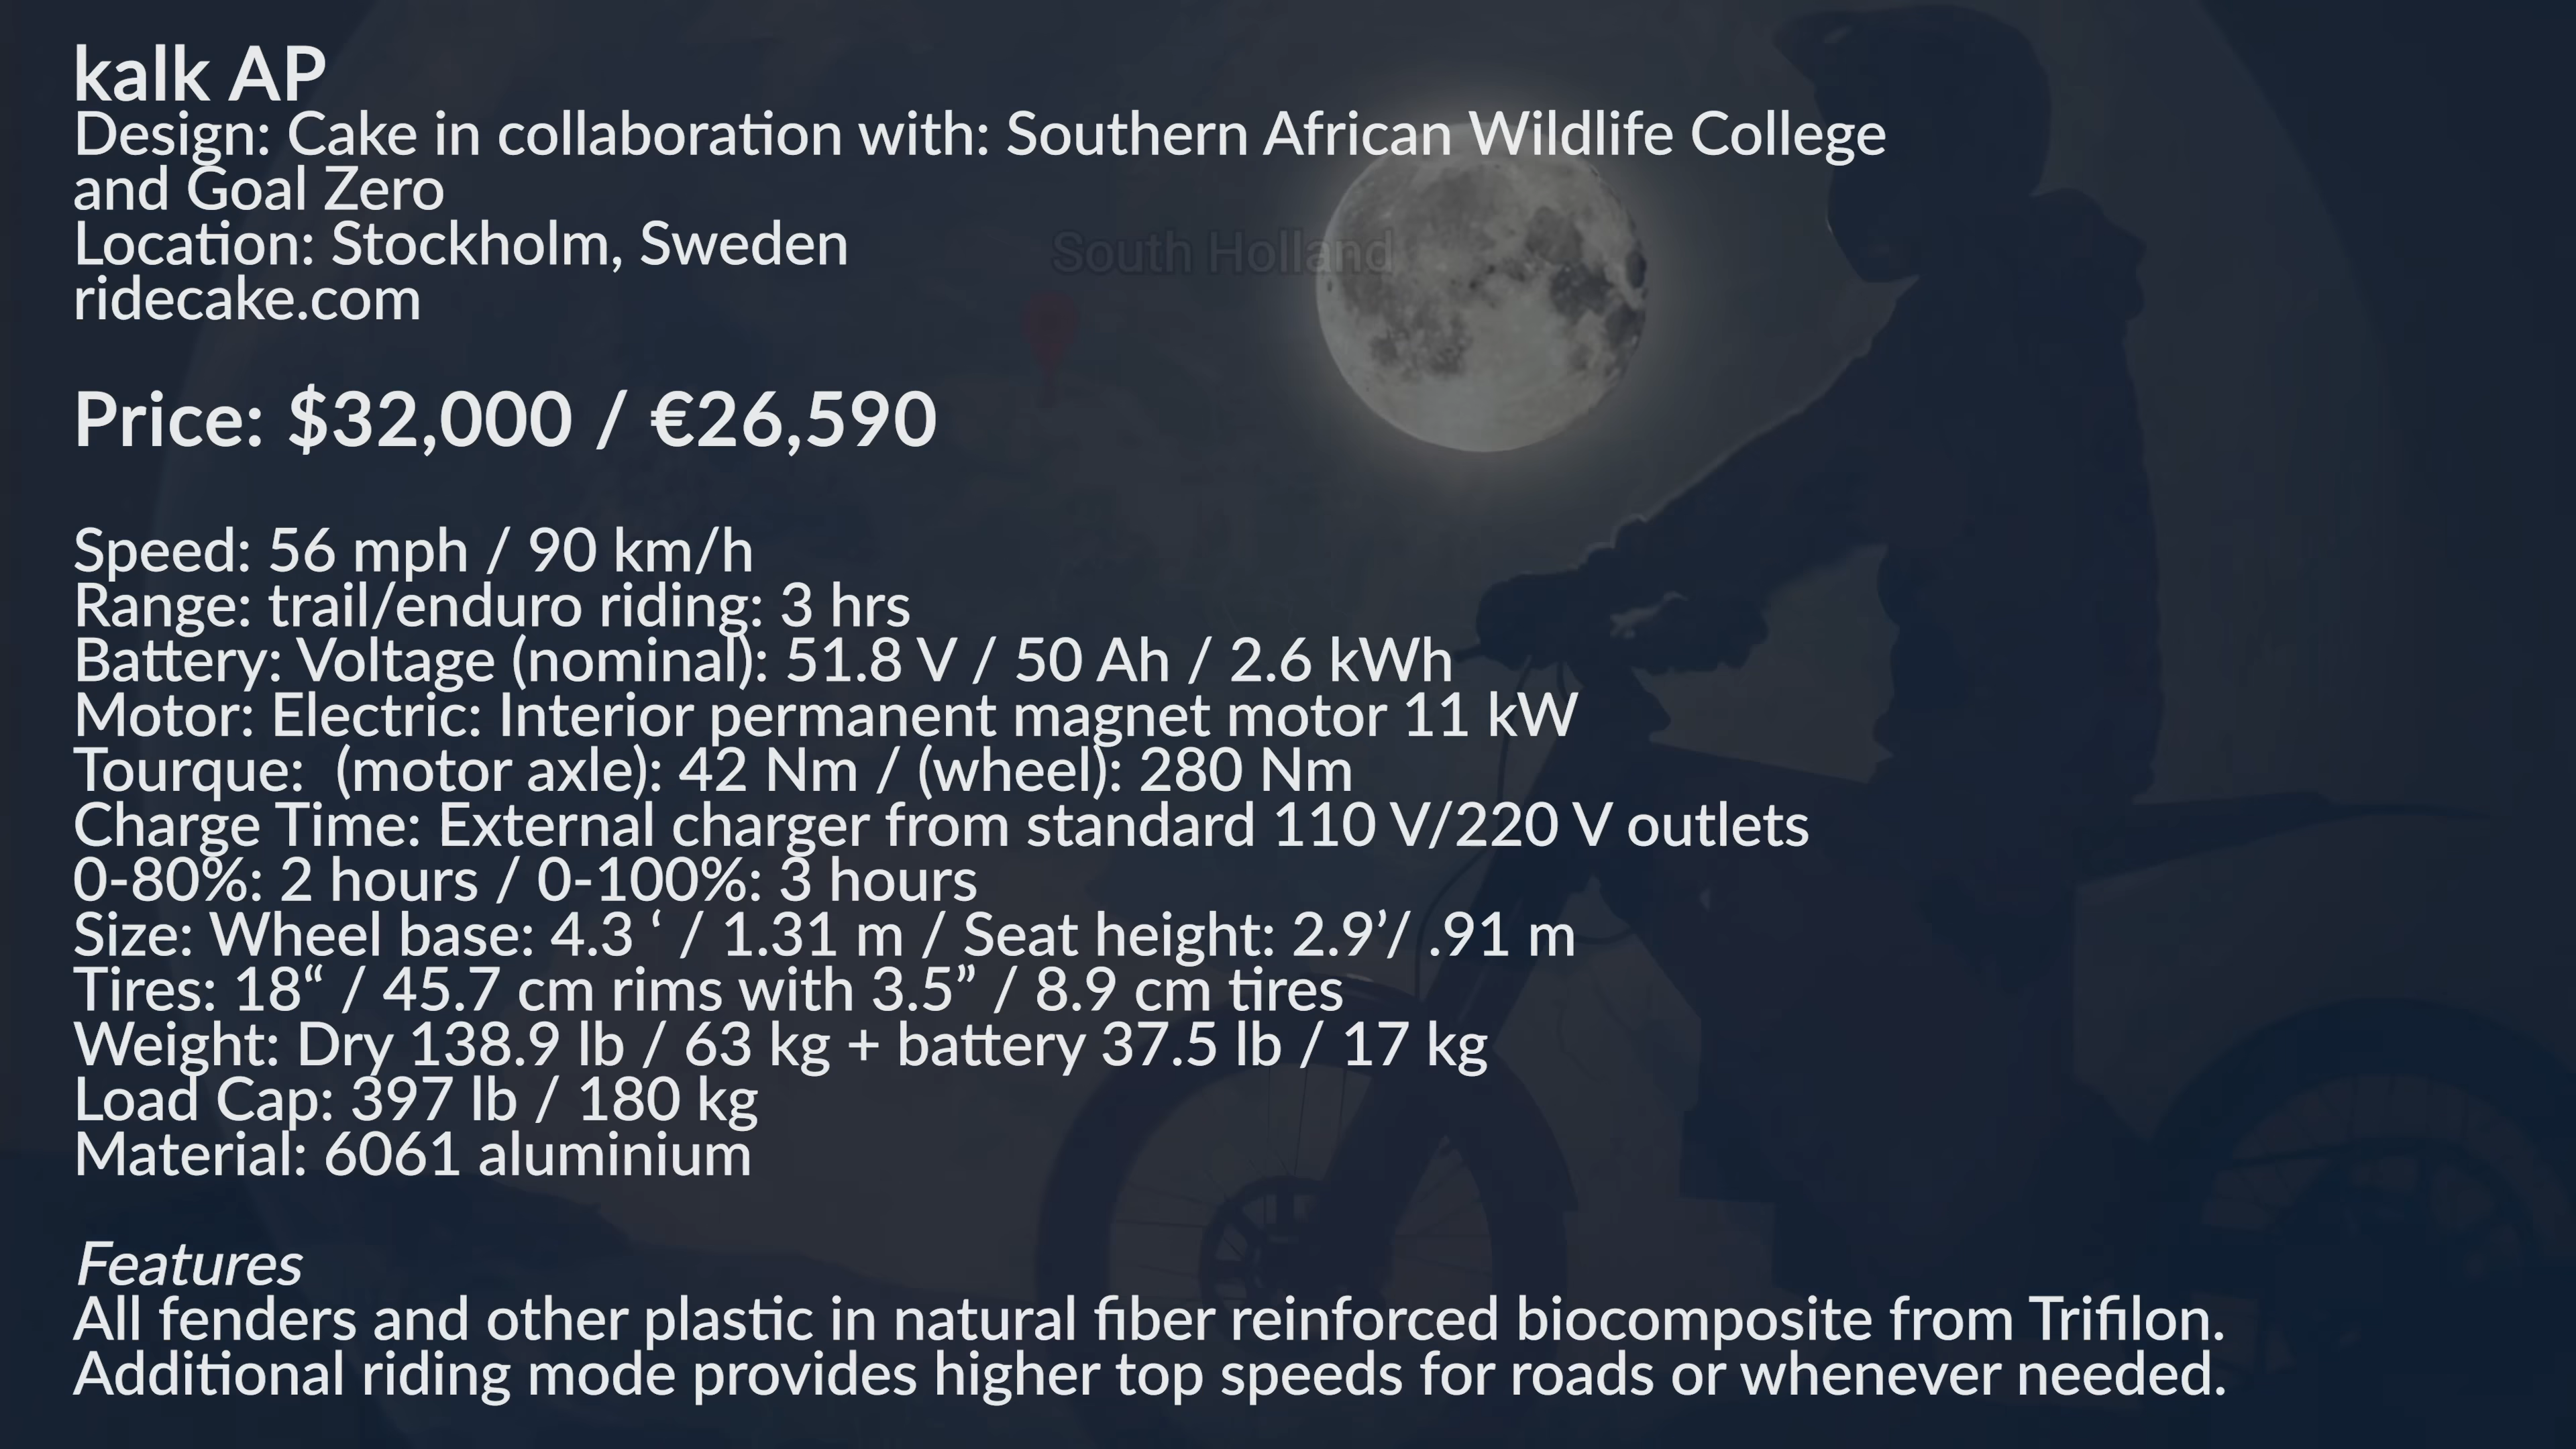 kalk AP
Design: Cake in collaboration with: Southern African Wildlife College
and Goal Zero
Location: Stockholm, Sweden
South Holland
ridecake.com
Price: $32,000 / €26,590
Speed: 56 mph / 90 km/h
Range: trail/enduro riding: 3 hrs
Battery: Voltage (nominal): 51.8 V / 50 Ah / 2.6 kWh
Motor: Electric: Interior permanent magnet motor 11 kW
Tourque:  (motor axle): 42 Nm / (wheel): 280 Nm
Charge Time: External charger from standard 110 V/220 V outlets
0-80%: 2 hours / 0-100%: 3 hours
Size: Wheel base: 4.3 ‘ / 1.31 m / Seat height: 2.9’/ .91 m
Tires: 18“ / 45.7 cm rims with 3.5” / 8.9 cm tires
Weight: Dry 138.9 lb / 63 kg + battery 37.5 lb / 17 kg
Load Cap: 397 lb / 180 kg
Material: 6061 aluminium
Features
All fenders and other plastic in natural fiber reinforced biocomposite from Trifilon.
Additional riding mode provides higher top speeds for roads or whenever needed.